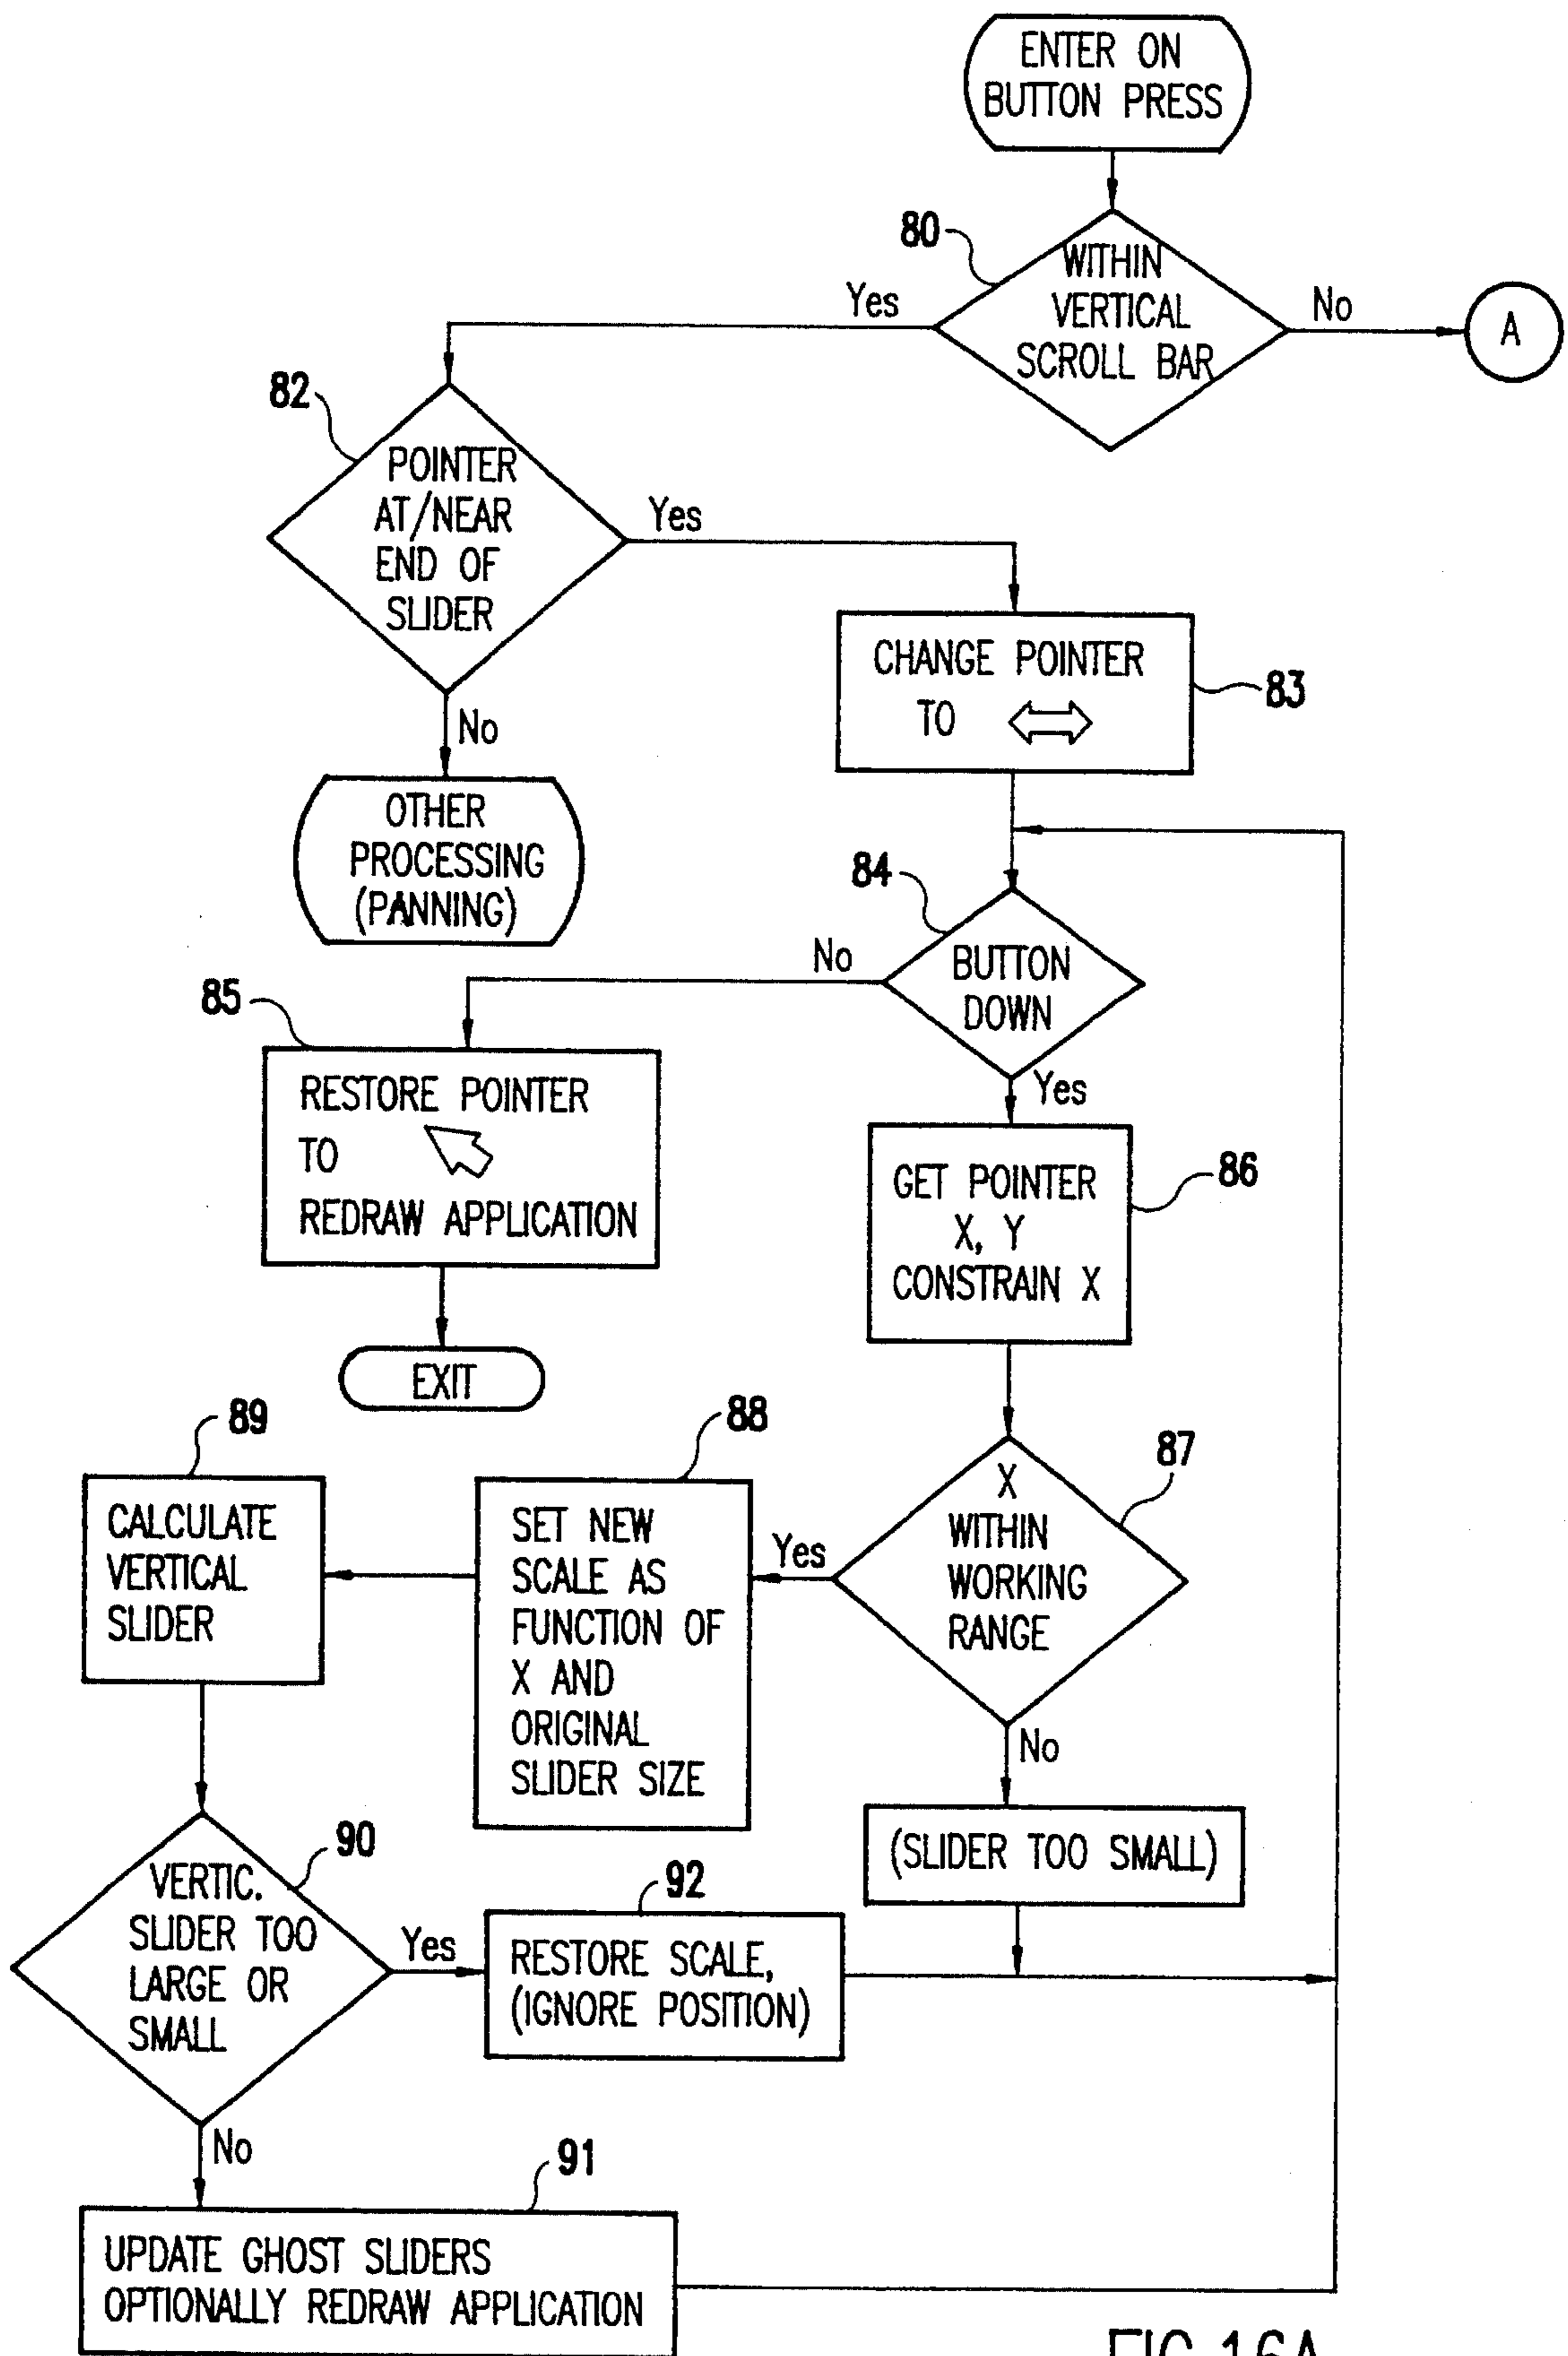 ENTER ON
BUTTON PRESS
80
WITHIN
VERTICAL
SCROLL BAR
Yes
No
A
82
POINTER
AT/NEAR
END OF
SLIDER
Yes
No
CHANGE POINTER
TO
83
OTHER
PROCESSING
(PANNING)
84
BUTTON
DOWN
No
Yes
85
RESTORE POINTER
TO
REDRAW APPLICATION
EXIT
GET POINTER
X, Y
CONSTRAIN X
86
87
X
WITHIN
WORKING
RANGE
Yes
No
88
SET NEW
SCALE AS
FUNCTION OF
X AND
ORIGINAL
SLIDER SIZE
89
CALCULATE
VERTICAL
SLIDER
(SLIDER TOO SMALL)
90
VERTIC.
SLIDER TOO
LARGE OR
SMALL
Yes
No
92
RESTORE SCALE,
(IGNORE POSITION)
91
UPDATE GHOST SLIDERS
OPTIONALLY REDRAW APPLICATION
FIG.16A